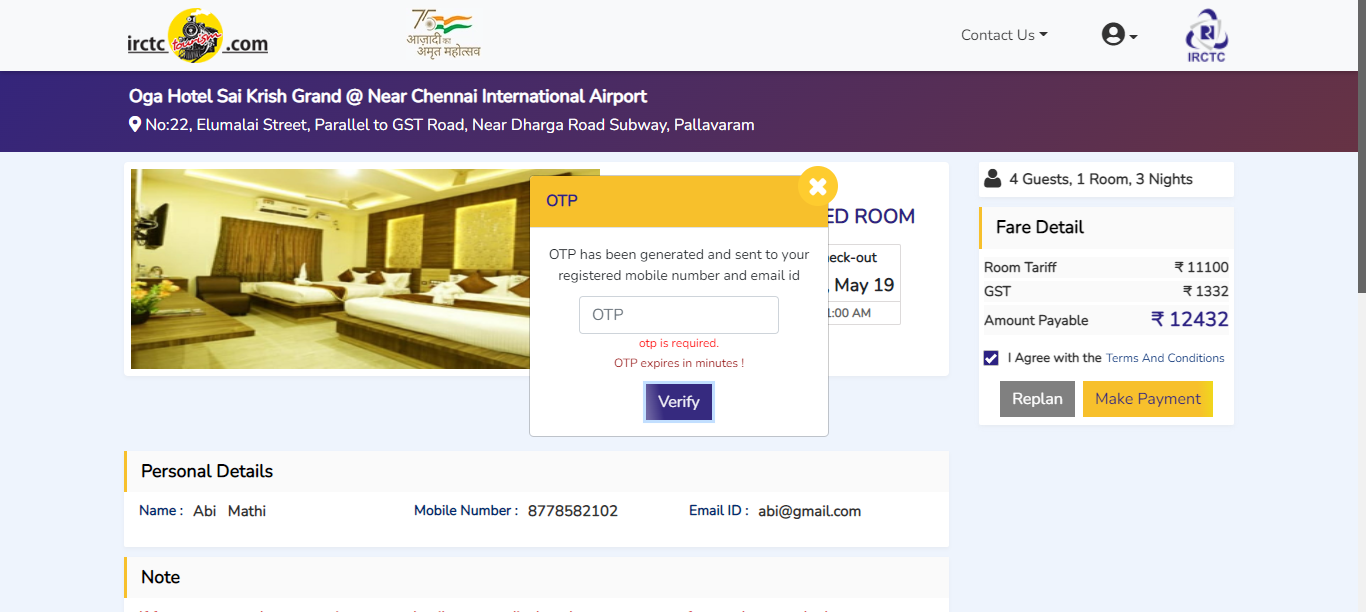 irctc tourism .com
75
आज़ादी का
अमृत महोत्सव
Contact Us
IRCTC
Oga Hotel Sai Krish Grand @ Near Chennai International Airport
No:22, Elumalai Street, Parallel to GST Road, Near Dharga Road Subway, Pallavaram
ED ROOM
eck-out
, May 19
1:00 AM
OTP
OTP has been generated and sent to your
registered mobile number and email id
OTP
otp is required.
OTP expires in minutes !
Verify
4 Guests, 1 Room, 3 Nights
Fare Detail
Room Tariff ₹ 11100
GST ₹ 1332
Amount Payable ₹ 12432
I Agree with the Terms And Conditions
Replan Make Payment
Personal Details
Name : Abi Mathi Mobile Number : 8778582102 Email ID : abi@gmail.com
Note